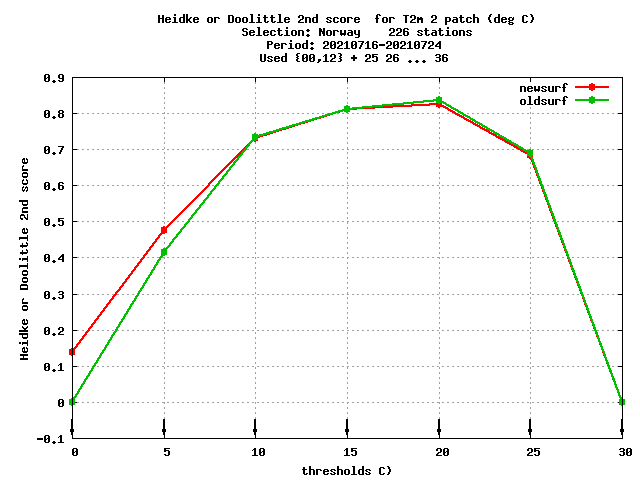 Heidke or Doolittle 2nd score  for T2m 2 patch (deg C)
Selection: Norway    226 stations
Period: 20210716-20210724
Used {00,12} + 25 26 ... 36
newsurf
oldsurf
Heidke or Doolittle 2nd score
0.9
0.8
0.7
0.6
0.5
0.4
0.3
0.2
0.1
0
-0.1
0 5 10 15 20 25 30
thresholds C)